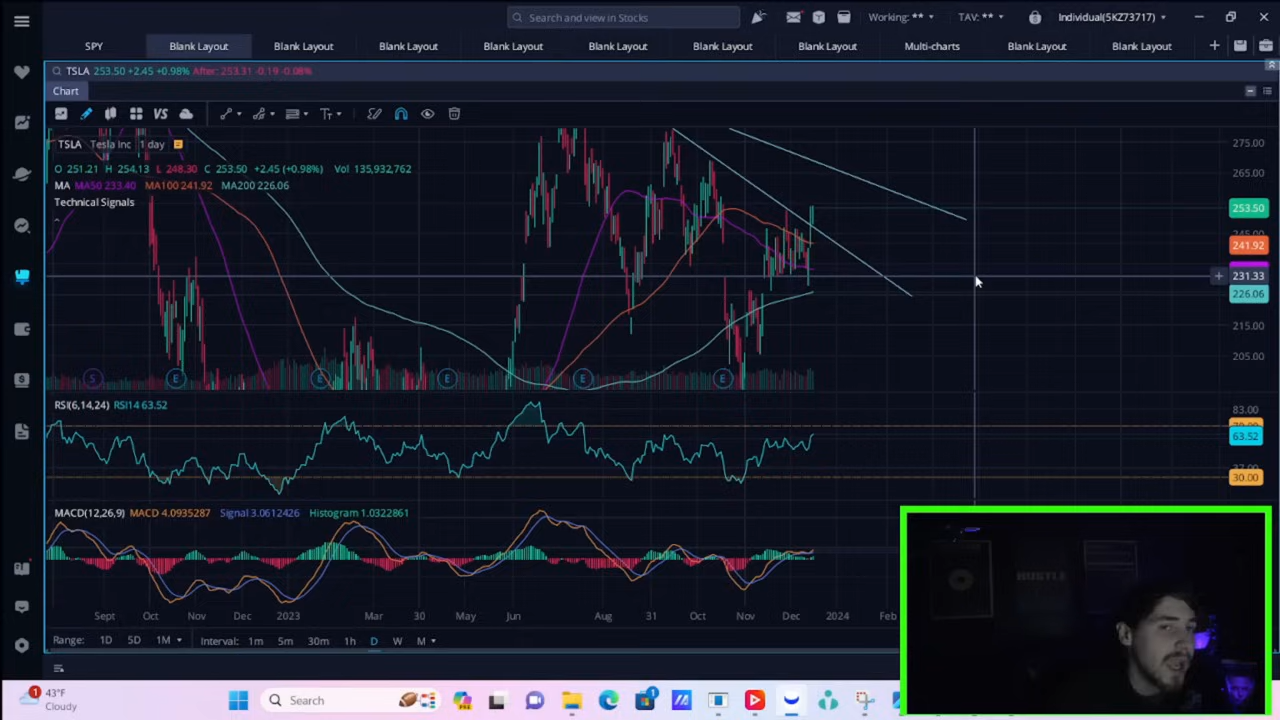 Search and view in Stocks
Working: **
TAV: **
Individual(5KZ73717)
SPY
Blank Layout
Blank Layout
Blank Layout
Blank Layout
Blank Layout
Blank Layout
Blank Layout
Multi-charts
Blank Layout
Blank Layout
TSLA 253.50 +2.45 +0.98% After: 253.31 -0.19 -0.08%
Chart
VS
TSLA Tesla Inc 1 day
O 251.21 H 254.13 L 248.30 C 253.50 +2.45 (+0.98%) Vol 135,932,762
MA MA50 233.40 MA100 241.92 MA200 226.06
Technical Signals
275.00
265.00
253.50
245.00
241.92
231.33
226.06
215.00
205.00
S
E
E
E
E
E
RSI(6,14,24) RSI14 63.52
83.00
63.52
30.00
MACD(12,26,9) MACD 4.0935287 Signal 3.0612426 Histogram 1.0322861
Sept Oct Nov Dec 2023 Mar 30 May Jun Aug 31 Oct Nov Dec 2024 Feb
Range: 1D 5D 1M Interval: 1m 5m 30m 1h D W M
HUSTLE
1
43°F
Cloudy
Search
1